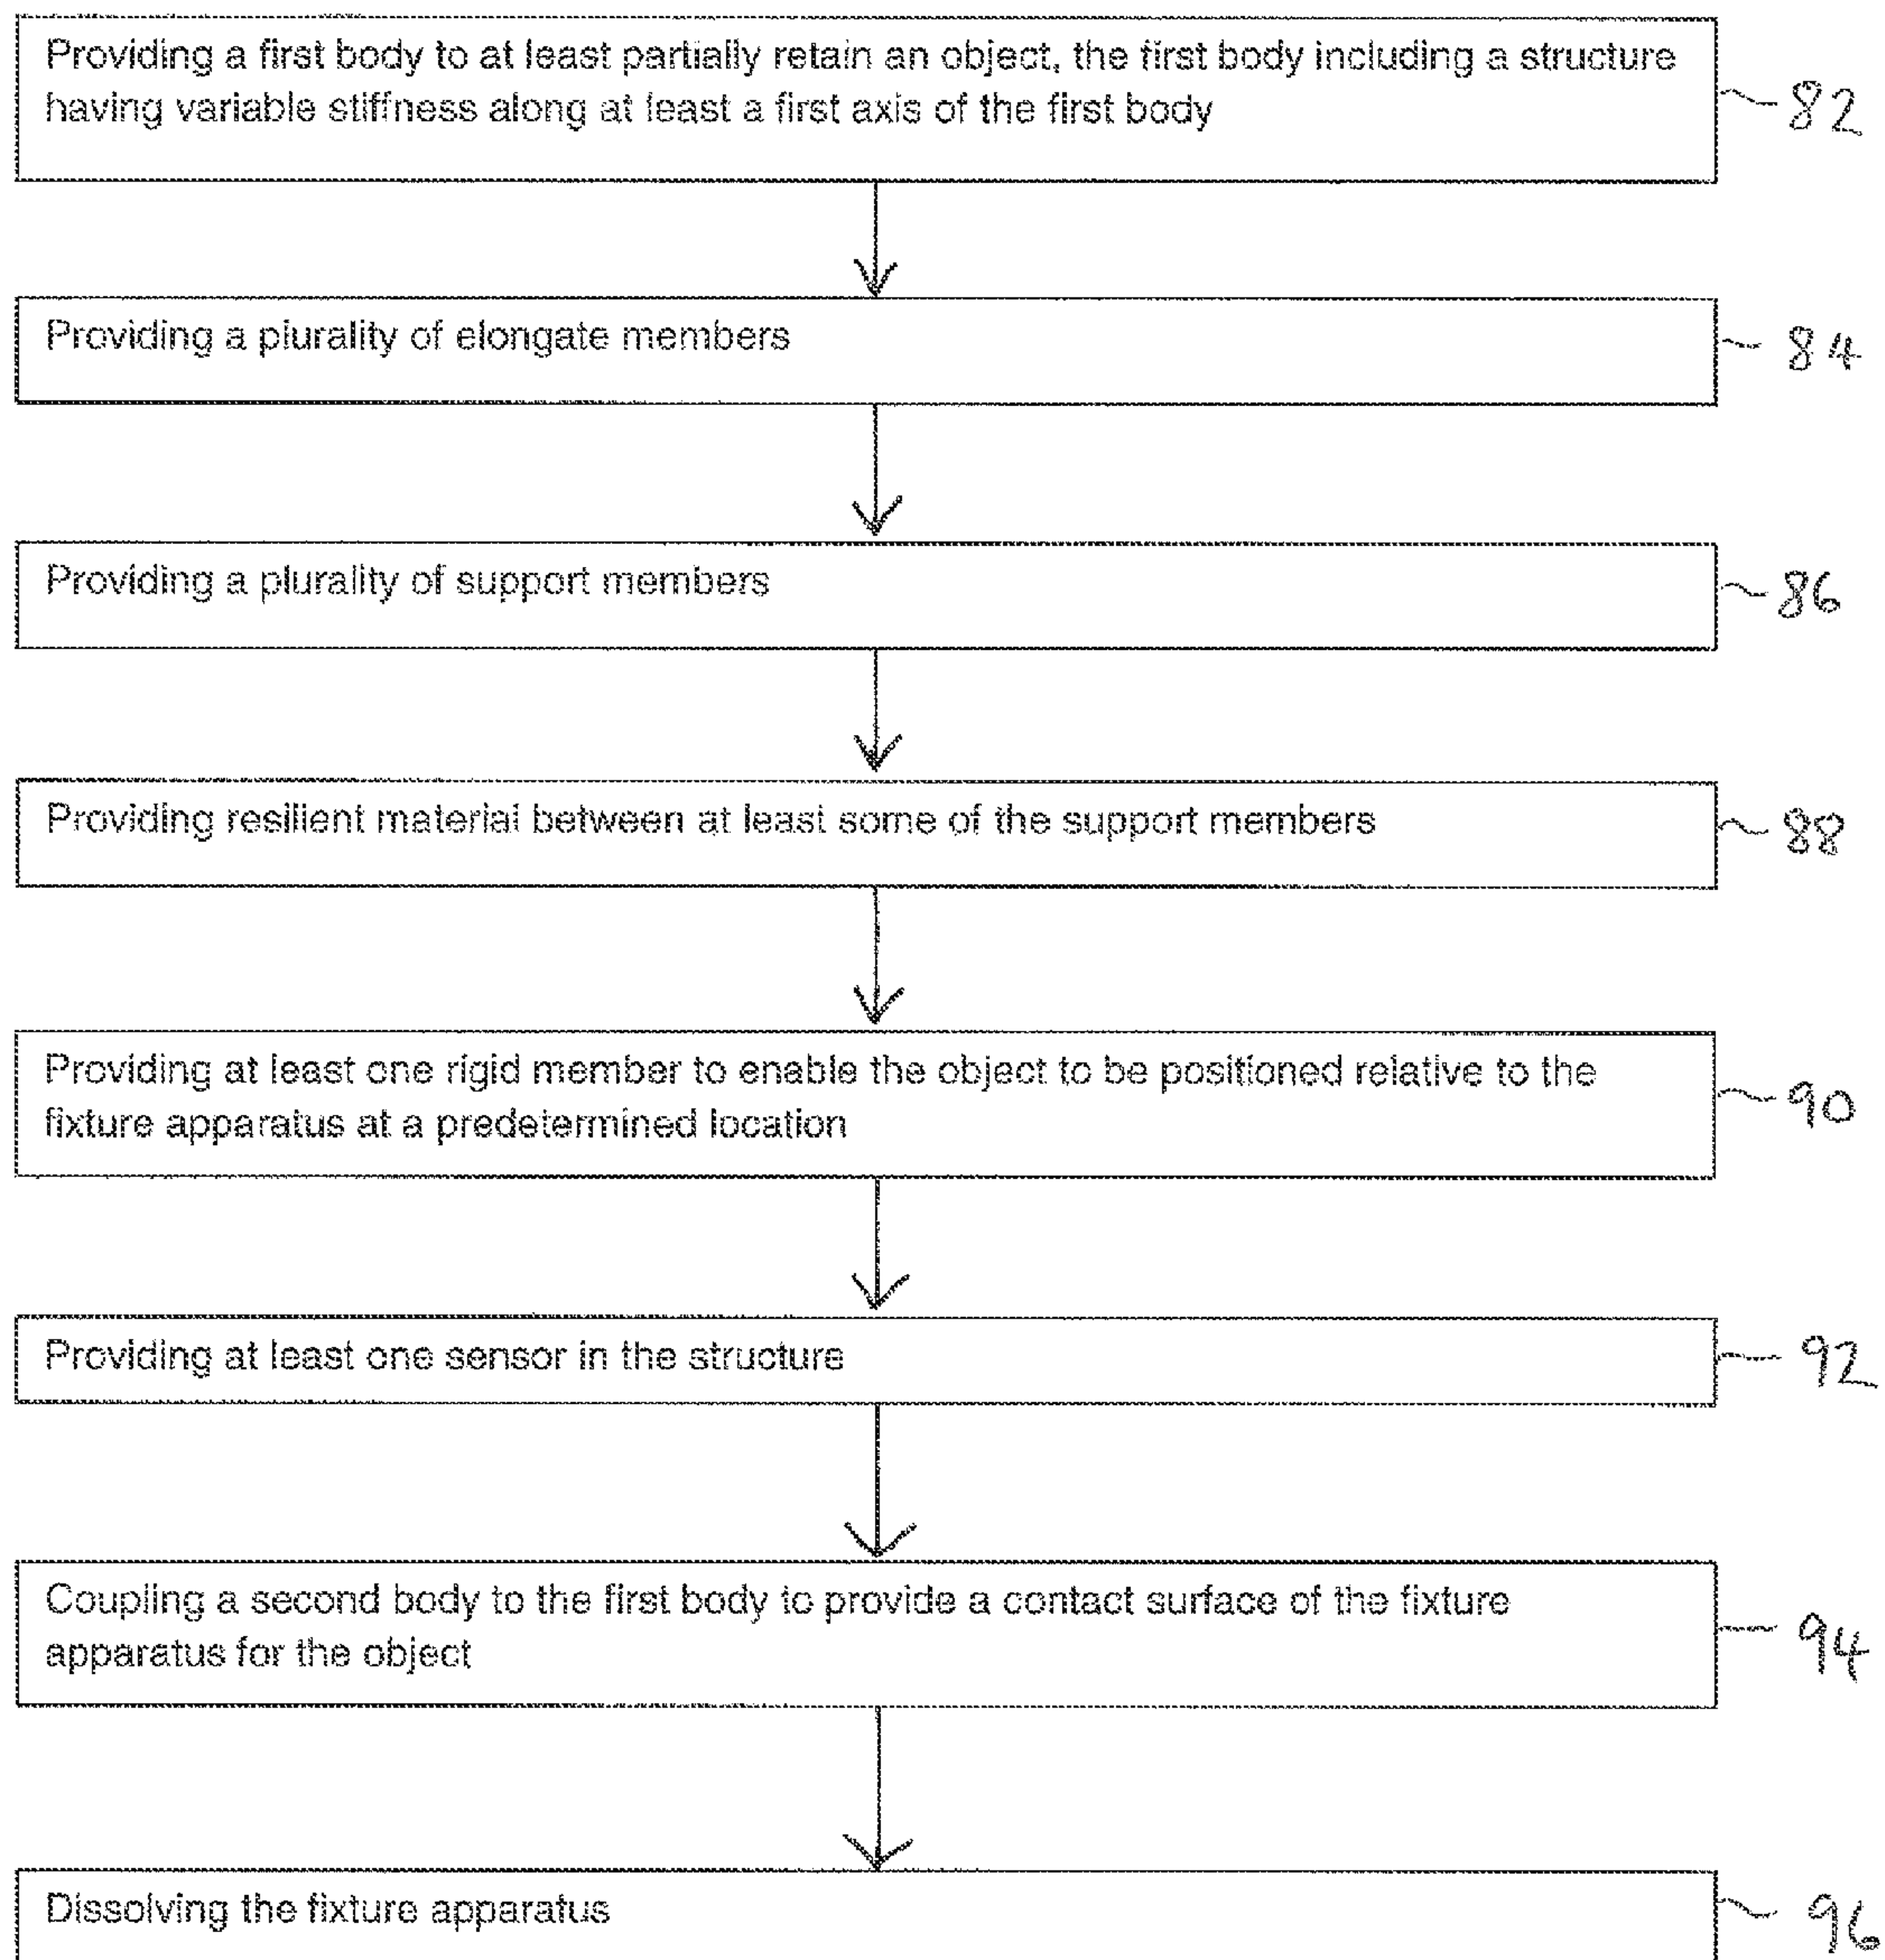 Providing a first body to at least partially retain an object, the first body including a structure
having variable stiffness along at least a first axis of the first body
82
Providing a plurality of elongate members
84
Providing a plurality of support members
86
Providing resilient material between at least some of the support members
88
Providing at least one rigid member to enable the object to be positioned relative to the
fixture apparatus at a predetermined location
90
Providing at least one sensor in the structure
92
Coupling a second body to the first body to provide a contact surface of the fixture
apparatus for the object
94
Dissolving the fixture apparatus
96